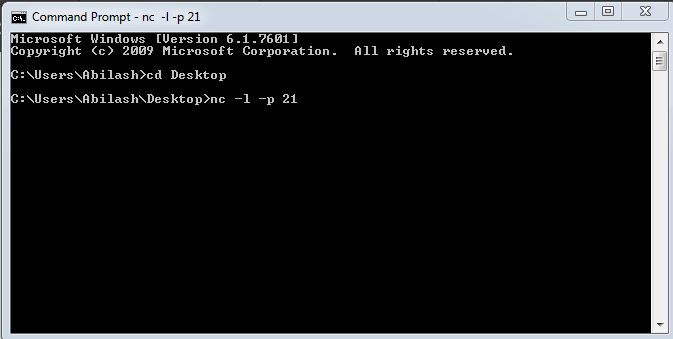 Command Prompt - nc -l -p 21
Microsoft Windows [Version 6.1.7601]
Copyright (c) 2009 Microsoft Corporation.  All rights reserved.
C:\Users\Abilash>cd Desktop
C:\Users\Abilash\Desktop>nc -l -p 21